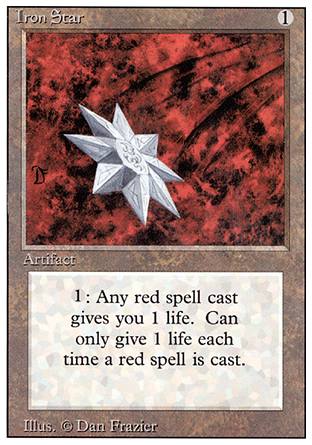 Iron Star 1
Artifact
1: Any red spell cast
gives you 1 life. Can
only give 1 life each
time a red spell is cast.
Illus. © Dan Frazier